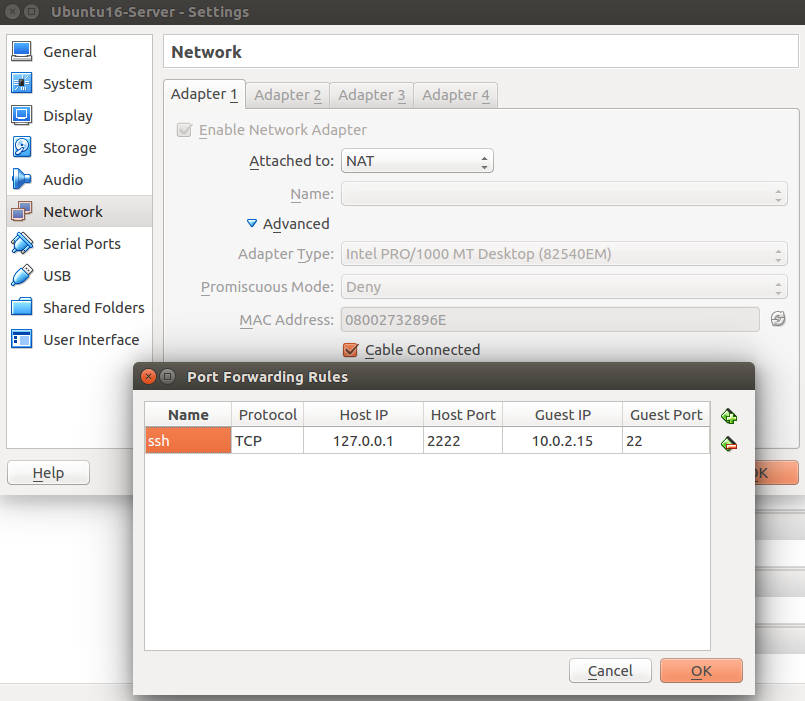 Ubuntu16-Server - Settings
General
System
Display
Storage
Audio
Network
Serial Ports
USB
Shared Folders
User Interface
Network
Adapter 1 Adapter 2 Adapter 3 Adapter 4
Enable Network Adapter
Attached to: NAT
Name:
Advanced
Adapter Type: Intel PRO/1000 MT Desktop (82540EM)
Promiscuous Mode: Deny
MAC Address: 08002732896E
Cable Connected
Port Forwarding Rules
Name Protocol Host IP Host Port Guest IP Guest Port
ssh TCP 127.0.0.1 2222 10.0.2.15 22
Help
OK
Cancel OK